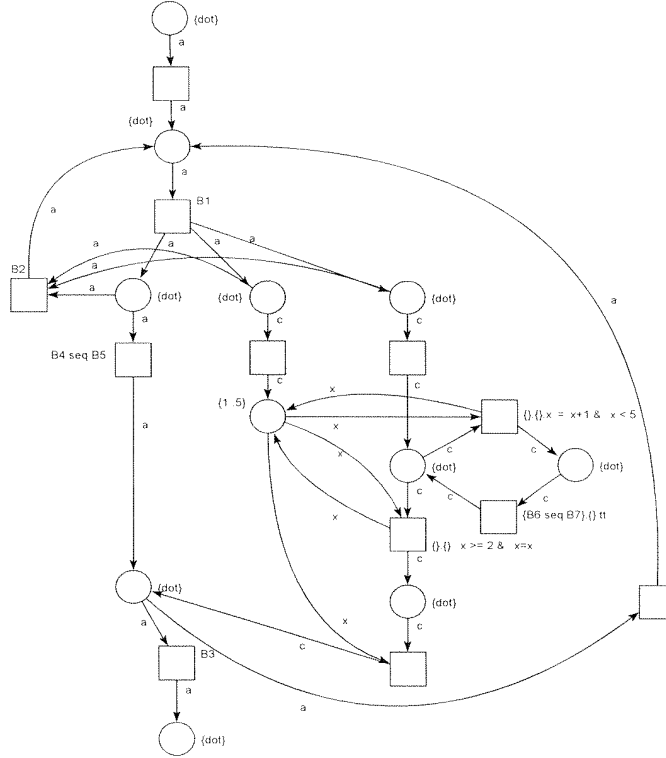 {dot}
a
a
{dot}
a
B1
a
a
a
a
a
a
B2
a
{dot}
{dot}
{dot}
a
a
c
c
B4 seq B5
c
c
x
{1 .5}
{}.{}.x = x+1 & x < 5
x
a
x
c
c
{dot}
{dot}
c
c
c
x
{B6 seq B7}.{} tt
{}.{} x >= 2 & x=x
c
{dot}
{dot}
a
c
x
c
B3
a
a
{dot}